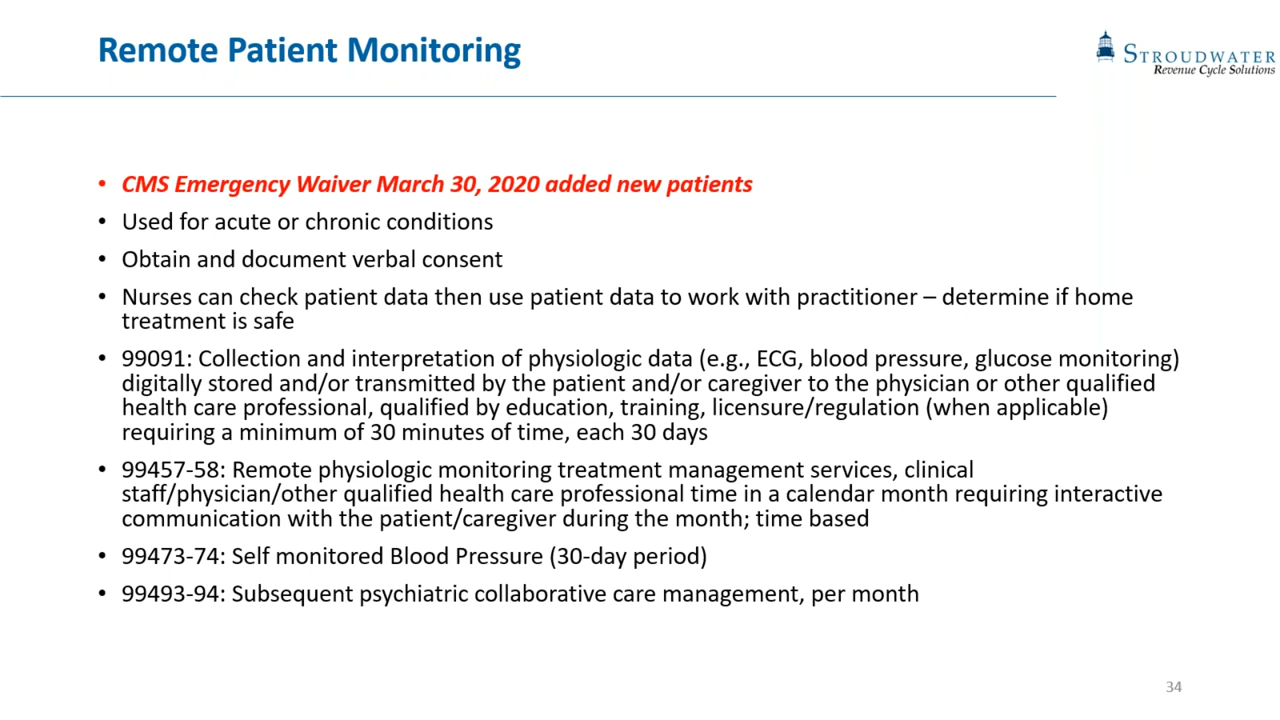 Remote Patient Monitoring
STROUDWATER
Revenue Cycle Solutions
• CMS Emergency Waiver March 30, 2020 added new patients
• Used for acute or chronic conditions
• Obtain and document verbal consent
• Nurses can check patient data then use patient data to work with practitioner – determine if home
treatment is safe
• 99091: Collection and interpretation of physiologic data (e.g., ECG, blood pressure, glucose monitoring)
digitally stored and/or transmitted by the patient and/or caregiver to the physician or other qualified
health care professional, qualified by education, training, licensure/regulation (when applicable)
requiring a minimum of 30 minutes of time, each 30 days
• 99457-58: Remote physiologic monitoring treatment management services, clinical
staff/physician/other qualified health care professional time in a calendar month requiring interactive
communication with the patient/caregiver during the month; time based
• 99473-74: Self monitored Blood Pressure (30-day period)
• 99493-94: Subsequent psychiatric collaborative care management, per month
34